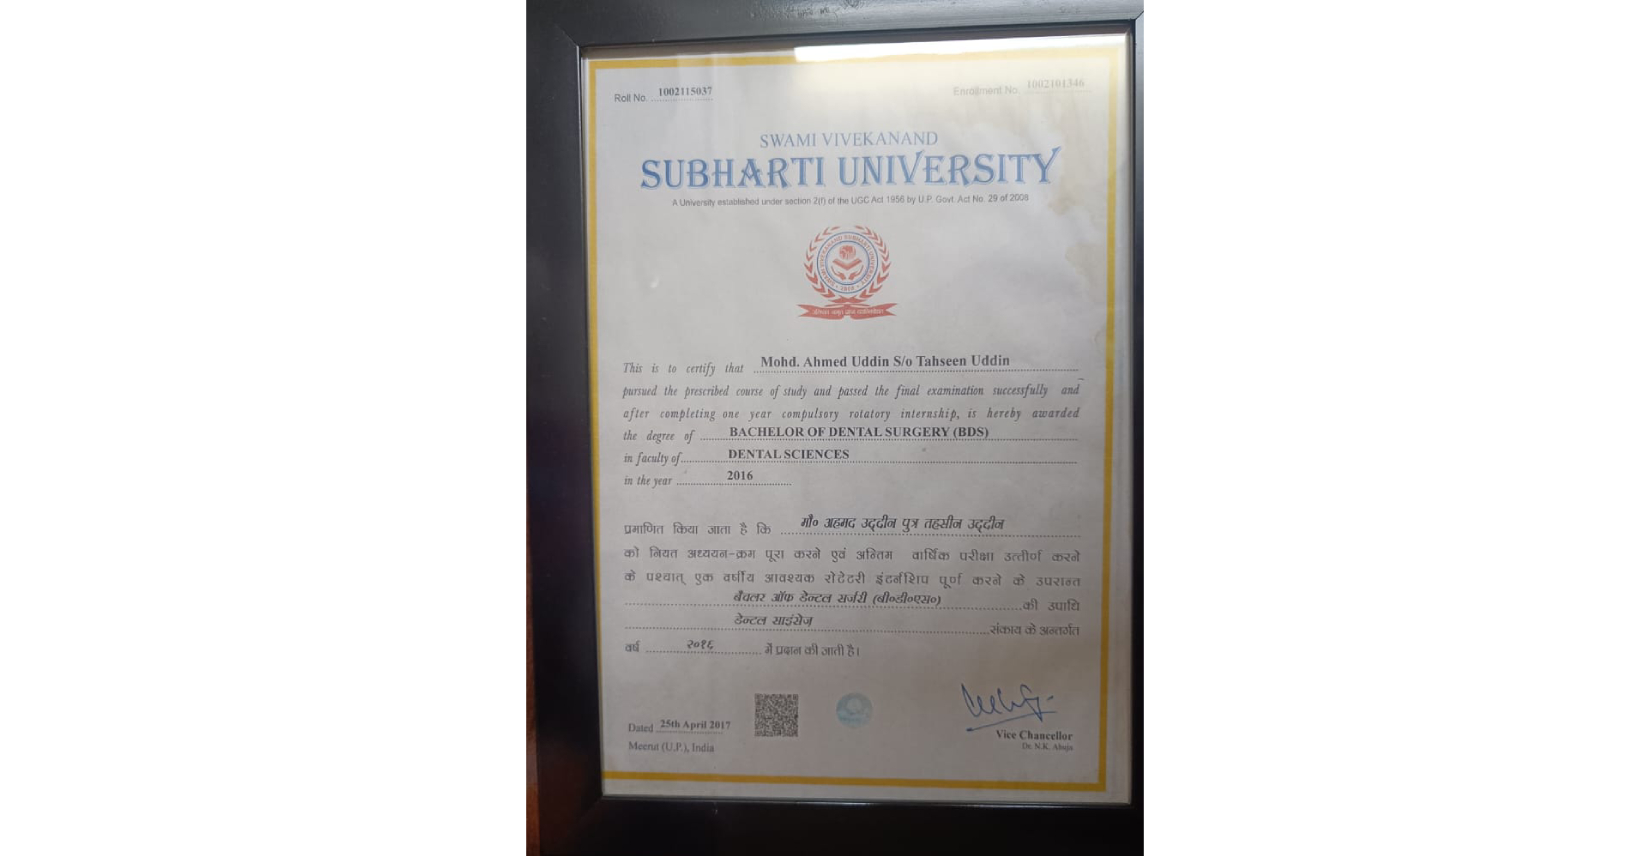 Roll No. 1002115037
Enrollment No. 1002101346
SWAMI VIVEKANAND
SUBHARTI UNIVERSITY
A University established under section 2(f) of the UGC Act 1956 by U.P. Govt. Act No. 29 of 2008
This is to certify that Mohd. Ahmed Uddin S/o Tahseen Uddin
pursued the prescribed course of study and passed the final examination successfully and
after completing one year compulsory rotatory internship, is hereby awarded
the degree of BACHELOR OF DENTAL SURGERY (BDS)
in faculty of DENTAL SCIENCES
in the year 2016
प्रमाणित किया जाता है कि मौ० अहमद उद्दीन पुत्र तहसीन उद्दीन
को नियत अध्ययन-क्रम पूरा करने एवं अन्तिम वार्षिक परीक्षा उत्तीर्ण करने
के पश्चात् एक वर्षीय आवश्यक रोटेटरी इंटर्नशिप पूर्ण करने के उपरान्त
बैचलर ऑफ डेन्टल सर्जरी (बी०डी०एस०) की उपाधि
डेन्टल साइंसेज संकाय के अन्तर्गत
वर्ष २०१६ में प्रदान की जाती है।
Dated 25th April 2017
Meerut (U.P.), India
Vice Chancellor
Dr. N.K. Ahuja